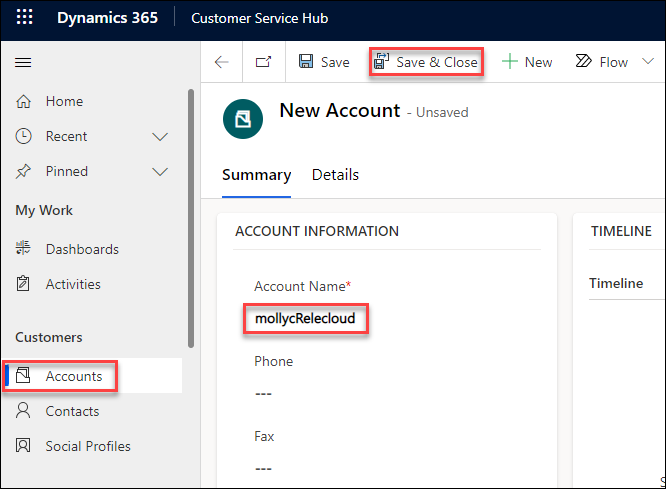 Dynamics 365 Customer Service Hub
Save Save & Close New Flow
Home
Recent
Pinned
My Work
Dashboards
Activities
Customers
Accounts
Contacts
Social Profiles
New Account - Unsaved
Summary Details
ACCOUNT INFORMATION
Account Name*
mollycRelecloud
Phone
---
Fax
---
TIMELINE
Timeline
S